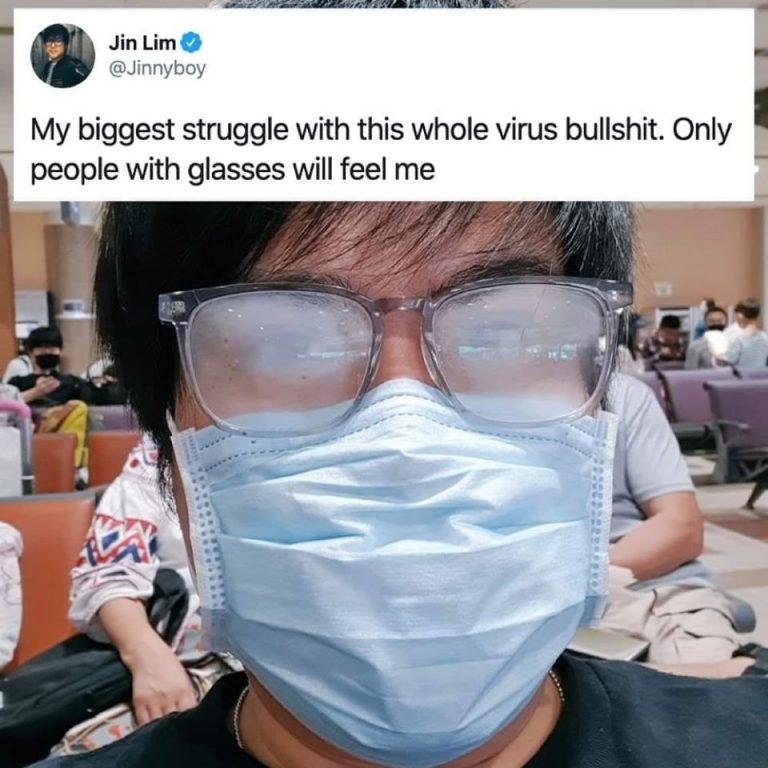 Jin Lim
@Jinnyboy
My biggest struggle with this whole virus bullshit. Only
people with glasses will feel me